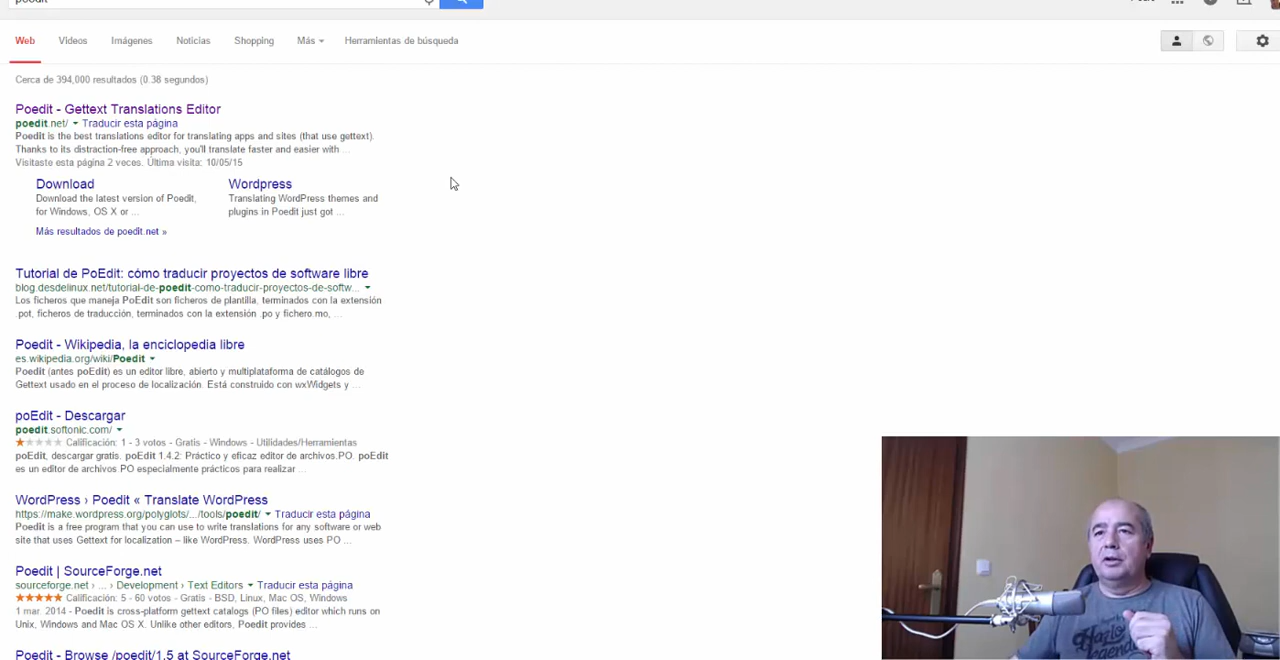 Web Videos Imágenes Noticias Shopping Más Herramientas de búsqueda
Cerca de 394,000 resultados (0.38 segundos)
Poedit - Gettext Translations Editor
poedit.net/ Traducir esta página
Poedit is the best translations editor for translating apps and sites (that use gettext).
Thanks to its distraction-free approach, you'll translate faster and easier with ...
Visitaste esta página 2 veces. Última visita: 10/05/15
Download
Download the latest version of Poedit,
for Windows, OS X or ...
Wordpress
Translating WordPress themes and
plugins in Poedit just got ...
Más resultados de poedit.net »
Tutorial de PoEdit: cómo traducir proyectos de software libre
blog.desdelinux.net/tutorial-de-poedit-como-traducir-proyectos-de-softw...
Los ficheros que maneja PoEdit son ficheros de plantilla, terminados con la extensión
.pot, ficheros de traducción, terminados con la extensión .po y fichero.mo, ...
Poedit - Wikipedia, la enciclopedia libre
es.wikipedia.org/wiki/Poedit
Poedit (antes poEdit) es un editor libre, abierto y multiplataforma de catálogos de
Gettext usado en el proceso de localización. Está construido con wxWidgets y ...
poEdit - Descargar
poedit.softonic.com/
Calificación: 1 - 3 votos - Gratis - Windows - Utilidades/Herramientas
poEdit, descargar gratis. poEdit 1.4.2: Práctico y eficaz editor de archivos.PO. poEdit
es un editor de archivos PO especialmente prácticos para realizar ...
WordPress › Poedit « Translate WordPress
https://make.wordpress.org/polyglots/.../tools/poedit/ Traducir esta página
Poedit is a free program that you can use to write translations for any software or web
site that uses Gettext for localization – like WordPress. WordPress uses PO ...
Poedit | SourceForge.net
sourceforge.net › ... › Development › Text Editors Traducir esta página
Calificación: 5 - 60 votos - Gratis - BSD, Linux, Mac OS, Windows
1 mar. 2014 - Poedit is cross-platform gettext catalogs (PO files) editor which runs on
Unix, Windows and Mac OS X. Unlike other editors, Poedit provides ...
Poedit - Browse /poedit/1.5 at SourceForge.net